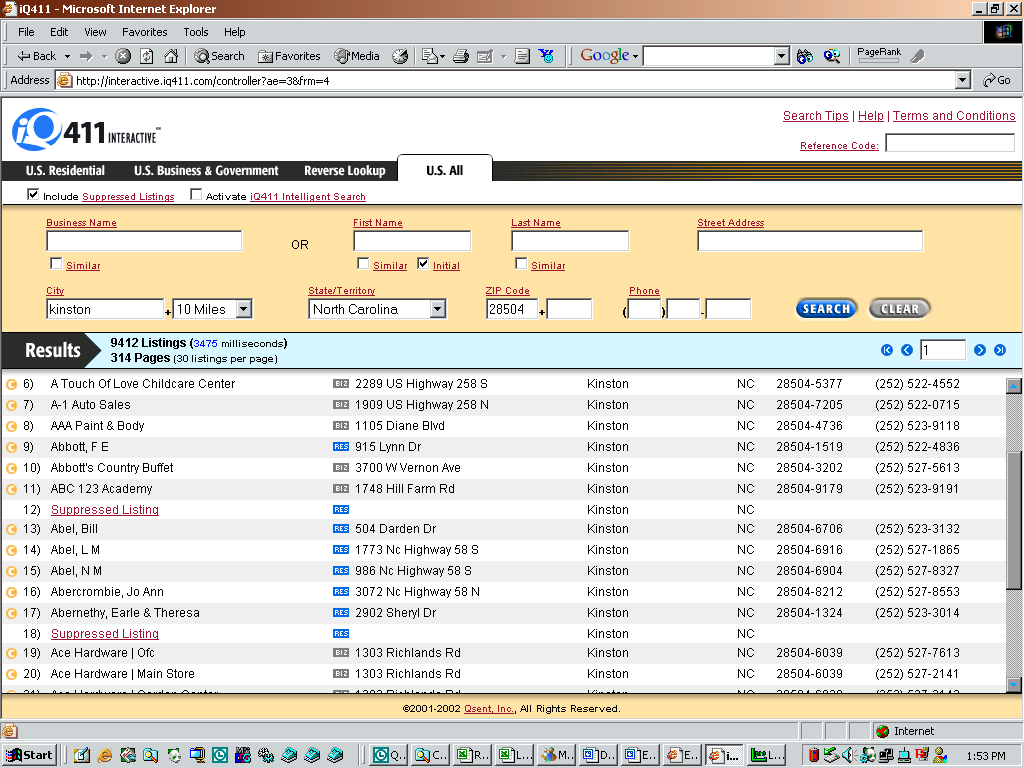 iQ411 - Microsoft Internet Explorer
File Edit View Favorites Tools Help
Back Search Favorites Media Google PageRank
Address http://interactive.iq411.com/controller?ae=38&frm=4 Go
iQ411 INTERACTIVE
Search Tips | Help | Terms and Conditions
Reference Code:
U.S. Residential U.S. Business & Government Reverse Lookup U.S. All
Include Suppressed Listings Activate iQ411 Intelligent Search
Business Name First Name Last Name Street Address
OR
Similar Similar Initial Similar
City State/Territory ZIP Code Phone
kinston + 10 Miles North Carolina 28504 + ( ) - SEARCH CLEAR
Results 9412 Listings (3475 milliseconds)
314 Pages (30 listings per page) 1
6) A Touch Of Love Childcare Center BIZ 2289 US Highway 258 S Kinston NC 28504-5377 (252) 522-4552
7) A-1 Auto Sales BIZ 1909 US Highway 258 N Kinston NC 28504-7205 (252) 522-0715
8) AAA Paint & Body BIZ 1105 Diane Blvd Kinston NC 28504-4736 (252) 523-9118
9) Abbott, F E RES 915 Lynn Dr Kinston NC 28504-1519 (252) 522-4836
10) Abbott's Country Buffet BIZ 3700 W Vernon Ave Kinston NC 28504-3202 (252) 527-5613
11) ABC 123 Academy BIZ 1748 Hill Farm Rd Kinston NC 28504-9179 (252) 523-9191
12) Suppressed Listing RES Kinston NC
13) Abel, Bill RES 504 Darden Dr Kinston NC 28504-6706 (252) 523-3132
14) Abel, L M RES 1773 Nc Highway 58 S Kinston NC 28504-6916 (252) 527-1865
15) Abel, N M RES 986 Nc Highway 58 S Kinston NC 28504-6904 (252) 527-8327
16) Abercrombie, Jo Ann RES 3072 Nc Highway 58 N Kinston NC 28504-8212 (252) 527-8553
17) Abernethy, Earle & Theresa RES 2902 Sheryl Dr Kinston NC 28504-1324 (252) 523-3014
18) Suppressed Listing RES Kinston NC
19) Ace Hardware | Ofc BIZ 1303 Richlands Rd Kinston NC 28504-6039 (252) 527-7613
20) Ace Hardware | Main Store BIZ 1303 Richlands Rd Kinston NC 28504-6039 (252) 527-2141
©2001-2002 Qsent, Inc., All Rights Reserved.
Internet
Start Q... C... R... L... M... D... E... E... i... L... 1:53 PM